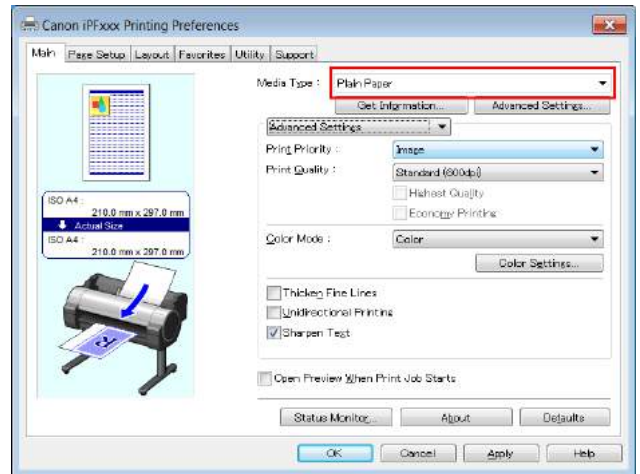 Canon iPFxxx Printing Preferences
Main Page Setup Layout Favorites Utility Support
Media Type : Plain Paper
Get Information... Advanced Settings...
Advanced Settings
Print Priority : Image
Print Quality : Standard (600dpi)
Highest Quality
Economy Printing
Color Mode : Color
Color Settings...
Thicken Fine Lines
Unidirectional Printing
Sharpen Text
Open Preview When Print Job Starts
ISO A4 :
210.0 mm x 297.0 mm
Actual Size
ISO A4 :
210.0 mm x 297.0 mm
Status Monitor... About Defaults
OK Cancel Apply Help